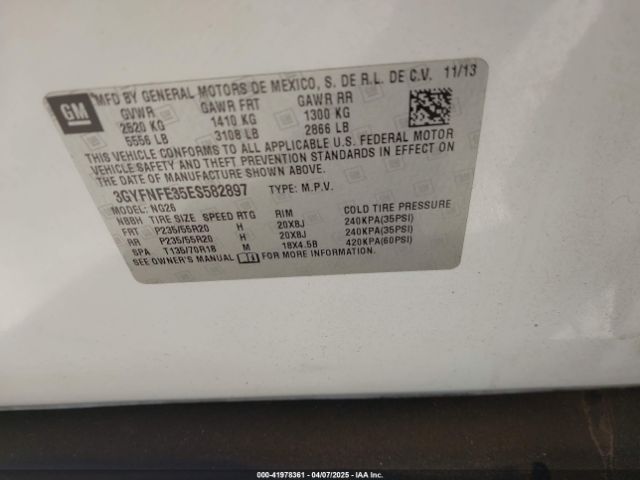 GM
MFD BY GENERAL MOTORS DE MEXICO, S. DE R.L. DE C.V. 11/13
GVWR GAWR FRT GAWR RR
2520 KG 1410 KG 1300 KG
5556 LB 3108 LB 2866 LB
THIS VEHICLE CONFORMS TO ALL APPLICABLE U.S. FEDERAL MOTOR
VEHICLE SAFETY AND THEFT PREVENTION STANDARDS IN EFFECT ON
THE DATE OF MANUFACTURE SHOWN ABOVE.
3GYFNFE35ES582897 TYPE: M.P.V.
MODEL: NG26
N8BH TIRE SIZE SPEED RTG RIM COLD TIRE PRESSURE
FRT P235/55R20 H 20X8J 240KPA(35PSI)
RR P235/55R20 H 20X8J 240KPA(35PSI)
SPA T135/70R18 M 18X4.5B 420KPA(60PSI)
SEE OWNER'S MANUAL
000-41978361 - 04/07/2025 - IAA Inc.